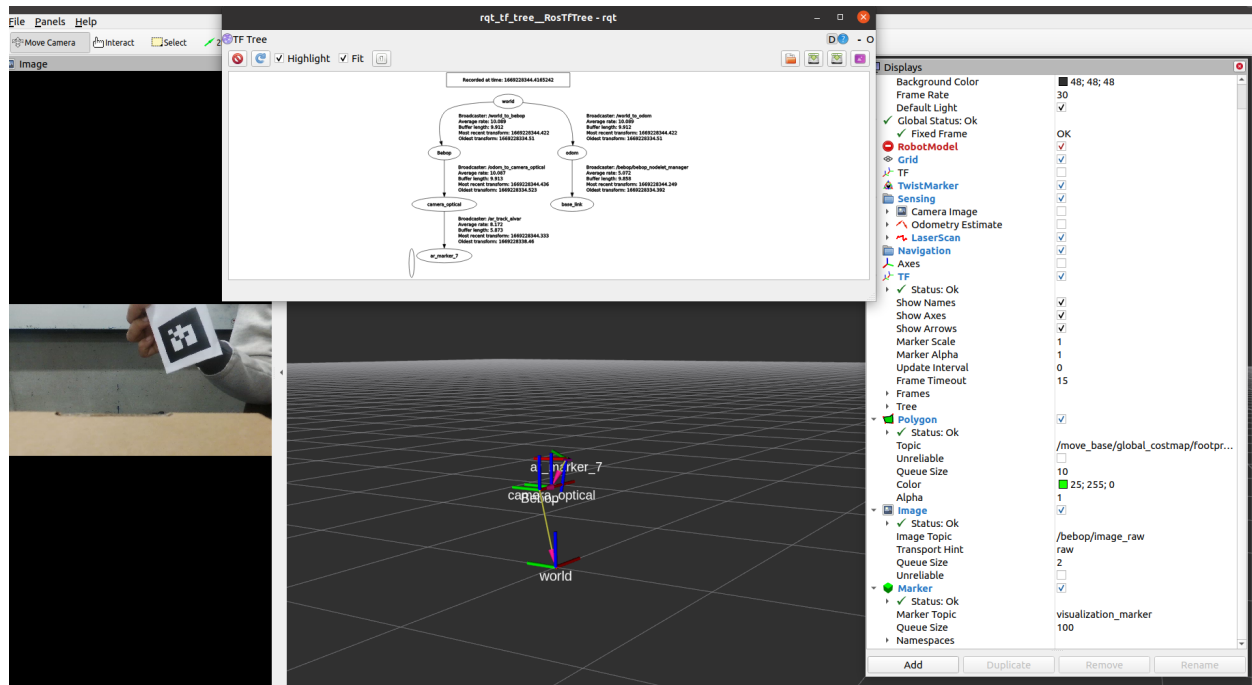 rqt_tf_tree__RosTfTree - rqt
File Panels Help
Move Camera Interact Select
TF Tree
D - O
Highlight Fit
Image
Recorded at time: 1669228344.4165242
world
Broadcaster: /world_to_bebop
Average rate: 10.089
Buffer length: 9.912
Most recent transform: 1669228344.422
Oldest transform: 1669228334.51
Broadcaster: /world_to_odom
Average rate: 10.089
Buffer length: 9.912
Most recent transform: 1669228344.422
Oldest transform: 1669228334.51
Bebop
odom
Broadcaster: /odom_to_camera_optical
Average rate: 10.087
Buffer length: 9.913
Most recent transform: 1669228344.436
Oldest transform: 1669228334.523
Broadcaster: /bebop/bebop_nodelet_manager
Average rate: 5.072
Buffer length: 9.858
Most recent transform: 1669228344.249
Oldest transform: 1669228334.392
camera_optical
base_link
Broadcaster: /ar_track_alvar
Average rate: 8.172
Buffer length: 5.873
Most recent transform: 1669228344.333
Oldest transform: 1669228338.46
ar_marker_7
ar_marker_7
camera_optical
Bebop
world
Displays
Background Color 48; 48; 48
Frame Rate 30
Default Light
Global Status: Ok
Fixed Frame OK
RobotModel
Grid
TF
TwistMarker
Sensing
Camera Image
Odometry Estimate
LaserScan
Navigation
Axes
TF
Status: Ok
Show Names
Show Axes
Show Arrows
Marker Scale 1
Marker Alpha 1
Update Interval 0
Frame Timeout 15
Frames
Tree
Polygon
Status: Ok
Topic /move_base/global_costmap/footpr...
Unreliable
Queue Size 10
Color 25; 255; 0
Alpha 1
Image
Status: Ok
Image Topic /bebop/image_raw
Transport Hint raw
Queue Size 2
Unreliable
Marker
Status: Ok
Marker Topic visualization_marker
Queue Size 100
Namespaces
Add Duplicate Remove Rename